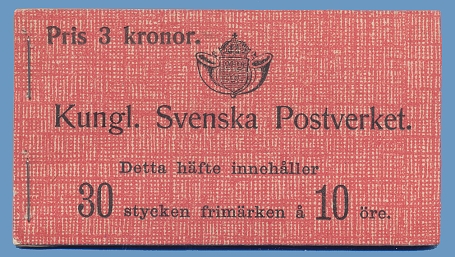 Pris 3 kronor.
Kungl. Svenska Postverket.
Detta häfte innehåller
30 stycken frimärken å 10 öre.